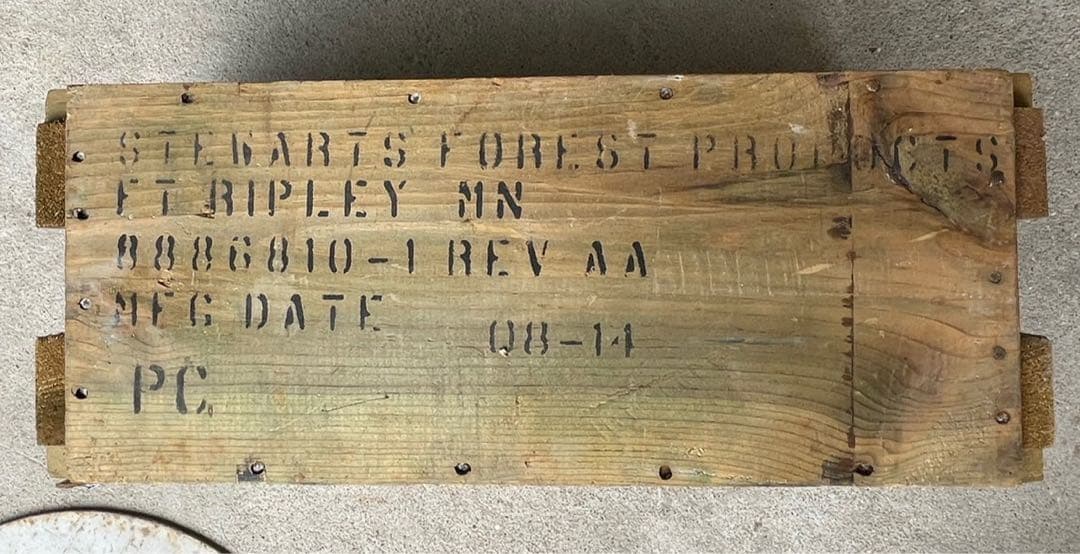 STEWARTS FOREST PRODUCTS
FT RIPLEY MN
8886810-1 REV AA
MFG DATE
08-14
PC